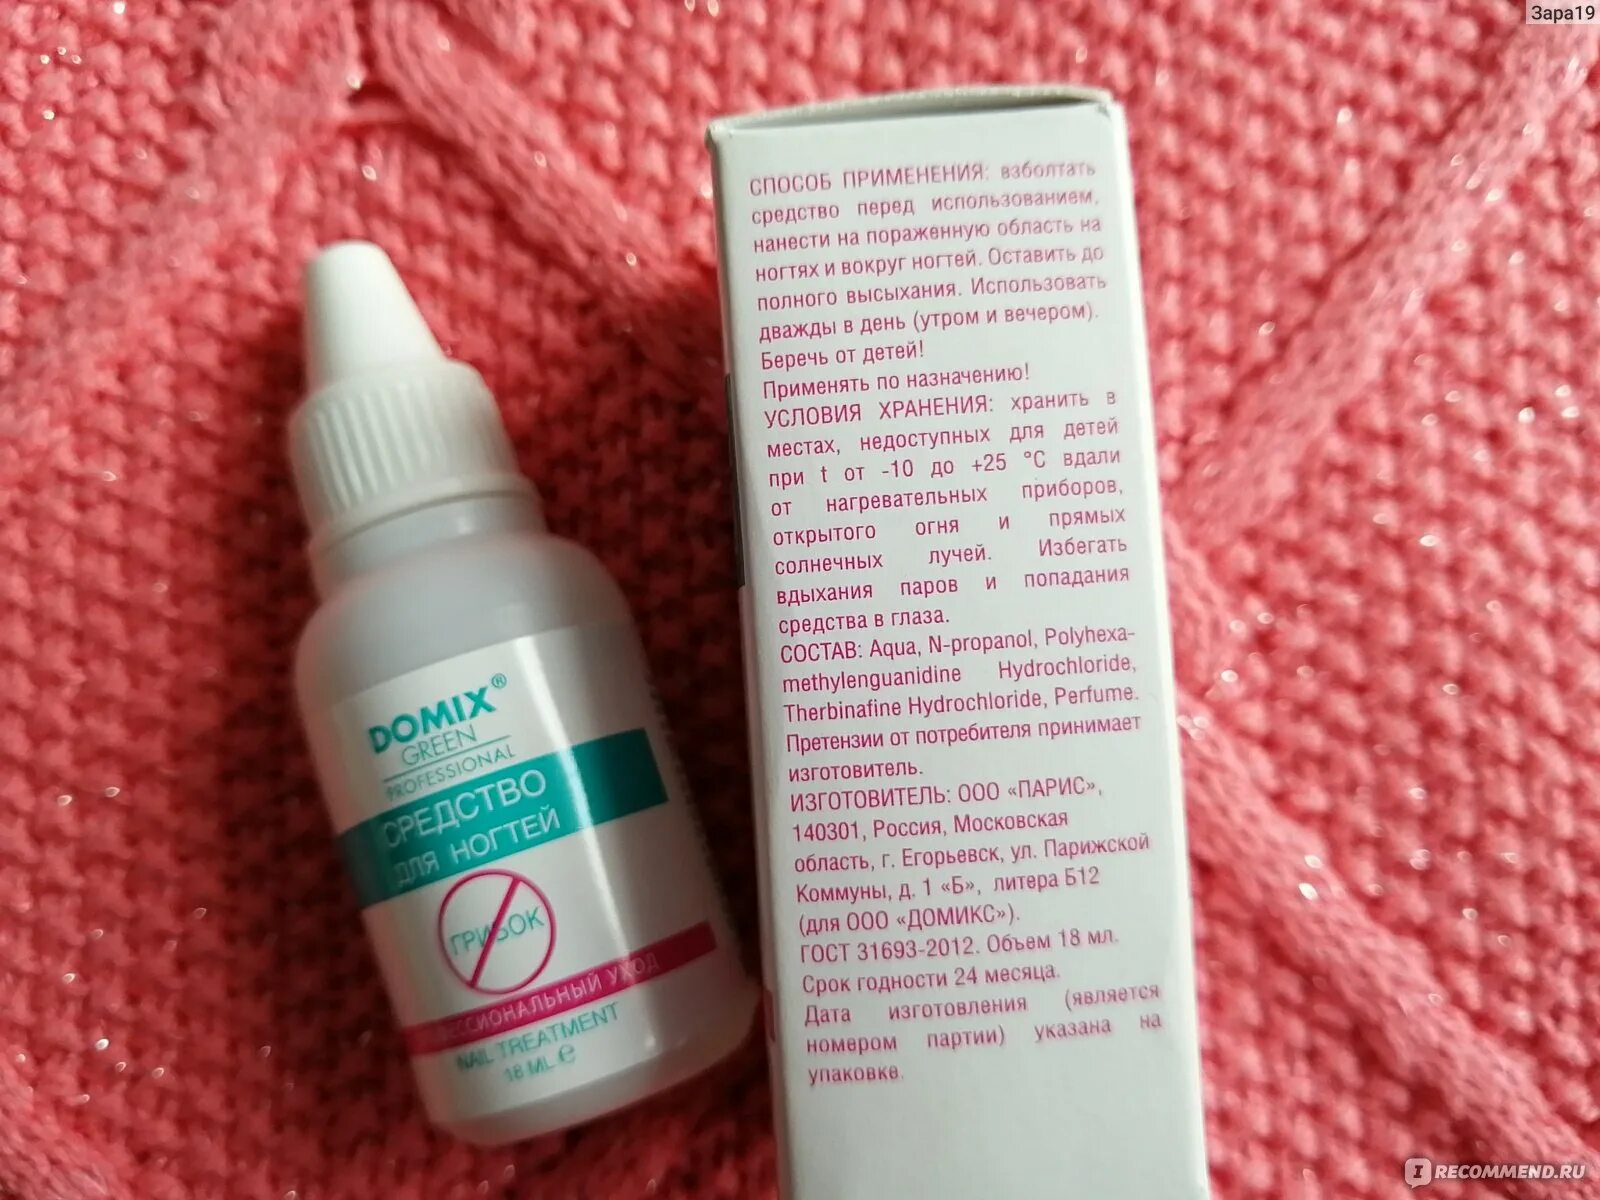 Зара19
DOMIX®
GREEN
PROFESSIONAL
СРЕДСТВО
ДЛЯ НОГТЕЙ
ГРИБОК
УХОД
NAIL TREATMENT
18 ML e
СПОСОБ ПРИМЕНЕНИЯ: взболтать
средство перед использованием,
нанести на пораженную область на
ногтях и вокруг ногтей. Оставить до
полного высыхания. Использовать
дважды в день (утром и вечером).
Беречь от детей!
Применять по назначению!
УСЛОВИЯ ХРАНЕНИЯ: хранить в
местах, недоступных для детей
при t от -10 до +25 °C вдали
от нагревательных приборов,
открытого огня и прямых
солнечных лучей. Избегать
вдыхания паров и попадания
средства в глаза.
СОСТАВ: Aqua, N-propanol, Polyhexa-
methylenguanidine Hydrochloride,
Therbinafine Hydrochloride, Perfume.
Претензии от потребителя принимает
изготовитель.
ИЗГОТОВИТЕЛЬ: ООО «ПАРИС»,
140301, Россия, Московская
область, г. Егорьевск, ул. Парижской
Коммуны, д. 1 «Б», литера Б12
(для ООО «ДОМИКС»).
ГОСТ 31693-2012. Объем 18 мл.
Срок годности 24 месяца.
Дата изготовления (является
номером партии) указана на
упаковке.
IRECOMMEND.RU